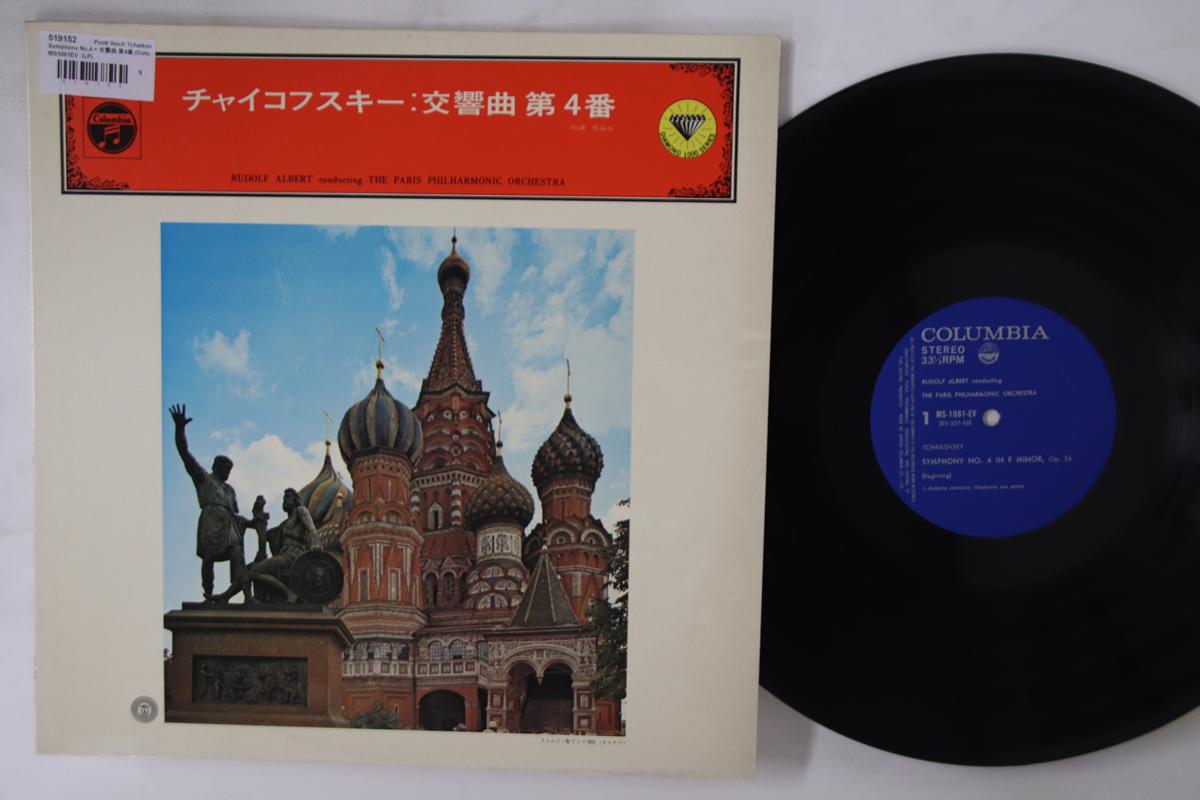 519152
Pyotr Ilyich Tchaikov
Symphony No.4 = 交響曲 第4番 (Colu
MS1061EV (LP)
チャイコフスキー:交響曲 第4番
Columbia
DIAMOND 1000 SERIES
RUDOLF ALBERT conducting THE PARIS PHILHARMONIC ORCHESTRA
COLUMBIA
STEREO
33⅓RPM
RUDOLF ALBERT conducting
THE PARIS PHILHARMONIC ORCHESTRA
1 MS-1061-EV
TCHAKOVSKY
SYMPHONY NO. 4 IN F MINOR, Op. 36
(Beginning)